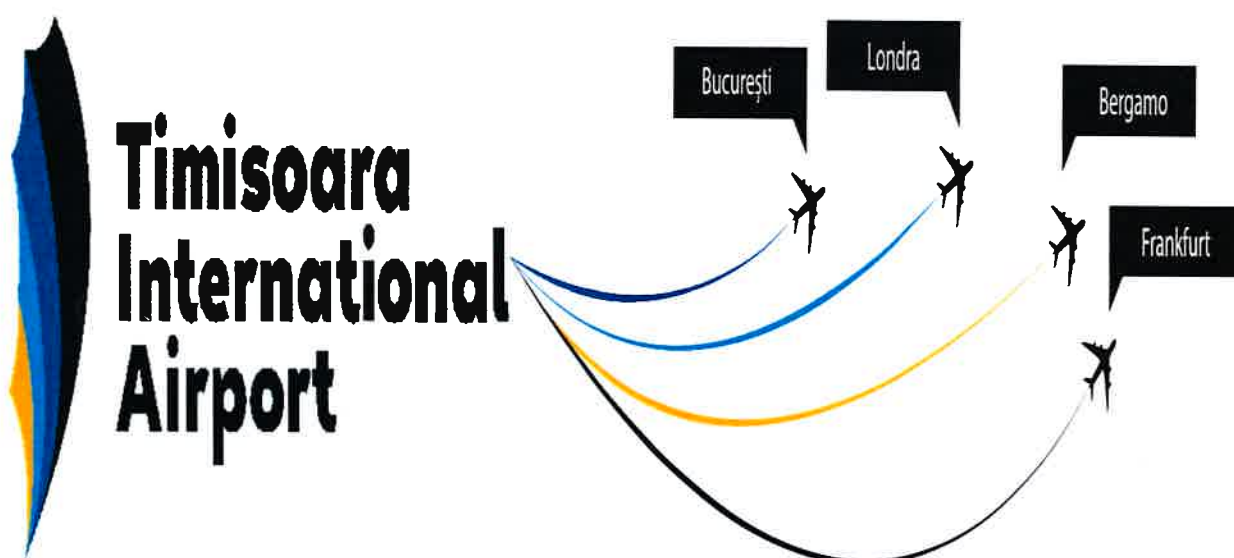 Timisoara
International
Airport
București
Londra
Bergamo
Frankfurt